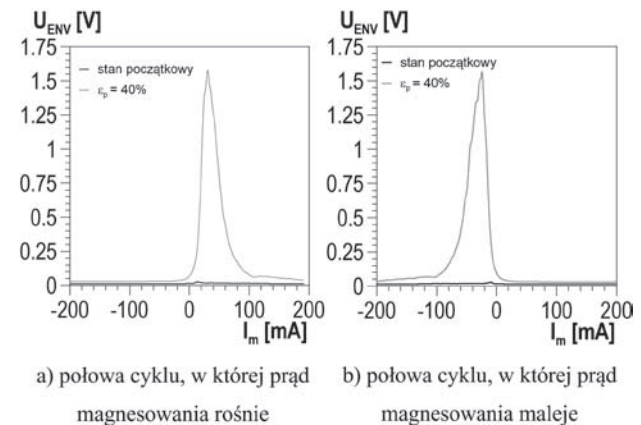 U_ENV [V]
1.75
1.5
1.25
1
0.75
0.5
0.25
0
-200
-100
0
100
200
I_m [mA]
stan początkowy
ε_p = 40%
a) połowa cyklu, w której prąd
magnesowania rośnie
U_ENV [V]
1.75
1.5
1.25
1
0.75
0.5
0.25
0
-200
-100
0
100
200
I_m [mA]
stan początkowy
ε_p = 40%
b) połowa cyklu, w której prąd
magnesowania maleje